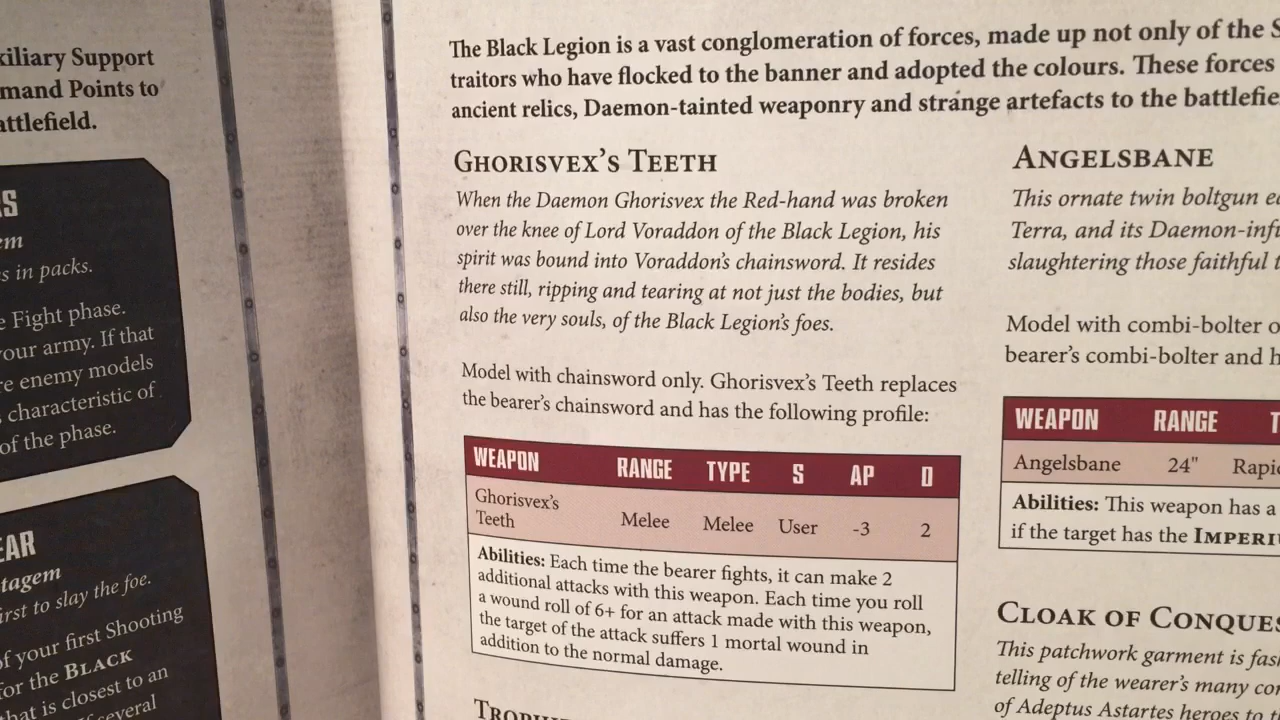 xiliary Support
mand Points to
attlefield.
em
s in packs.
e Fight phase.
our army. If that
re enemy models
characteristic of
of the phase.
EAR
tagem
irst to slay the foe.
f your first Shooting
for the BLACK
hat is closest to an
several
The Black Legion is a vast conglomeration of forces, made up not only of the S
traitors who have flocked to the banner and adopted the colours. These forces
ancient relics, Daemon-tainted weaponry and strange artefacts to the battlefie
GHORISVEX'S TEETH
When the Daemon Ghorisvex the Red-hand was broken
over the knee of Lord Voraddon of the Black Legion, his
spirit was bound into Voraddon's chainsword. It resides
there still, ripping and tearing at not just the bodies, but
also the very souls, of the Black Legion's foes.
Model with chainsword only. Ghorisvex's Teeth replaces
the bearer's chainsword and has the following profile:
WEAPON RANGE TYPE S AP D
Ghorisvex's
Teeth Melee Melee User -3 2
Abilities: Each time the bearer fights, it can make 2
additional attacks with this weapon. Each time you roll
a wound roll of 6+ for an attack made with this weapon,
the target of the attack suffers 1 mortal wound in
addition to the normal damage.
ANGELSBANE
This ornate twin boltgun ea
Terra, and its Daemon-infu
slaughtering those faithful t
Model with combi-bolter o
bearer's combi-bolter and h
WEAPON RANGE T
Angelsbane 24" Rapi
Abilities: This weapon has a
if the target has the IMPERIU
CLOAK OF CONQUES
This patchwork garment is fash
telling of the wearer's many con
of Adeptus Astartes heroes to t